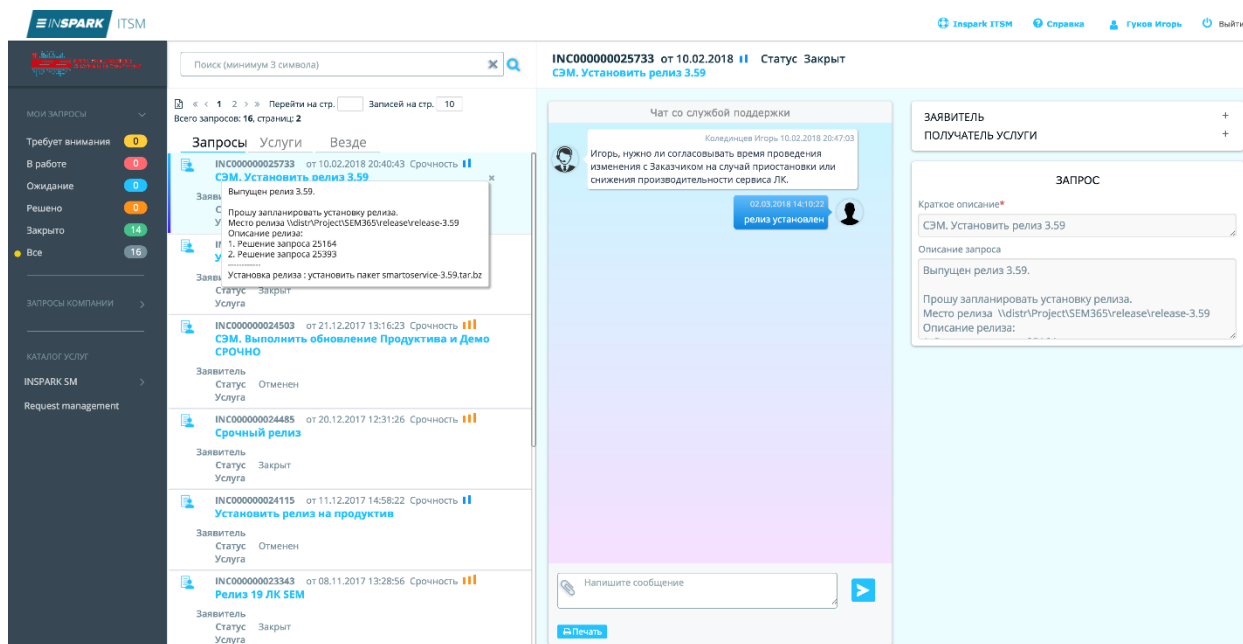 EINSPARK ITSM
Inspark ITSM Справка Гуков Игорь Выйти
МОИ ЗАПРОСЫ
Требует внимания 0
В работе 0
Ожидание 0
Решено 0
Закрыто 14
Все 16
ЗАПРОСЫ КОМПАНИИ
КАТАЛОГ УСЛУГ
INSPARK SM
Request management
Поиск (минимум 3 символа)
« < 1 2 > » Перейти на стр. Записей на стр. 10
Всего запросов: 16, страниц: 2
Запросы Услуги Везде
INC000000025733 от 10.02.2018 20:40:43 Срочность
СЭМ. Установить релиз 3.59
Выпущен релиз 3.59.
Прошу запланировать установку релиза.
Место релиза \\distr\Project\SEM365\release\release-3.59
Описание релиза:
1. Решение запроса 25164
2. Решение запроса 25393
------------
Установка релиза : установить пакет smartoservice-3.59.tar.bz
Статус Закрыт
Услуга
INC000000024503 от 21.12.2017 13:16:23 Срочность
СЭМ. Выполнить обновление Продуктива и Демо
СРОЧНО
Заявитель
Статус Отменен
Услуга
INC000000024485 от 20.12.2017 12:31:26 Срочность
Срочный релиз
Заявитель
Статус Закрыт
Услуга
INC000000024115 от 11.12.2017 14:58:22 Срочность
Установить релиз на продуктив
Заявитель
Статус Отменен
Услуга
INC000000023343 от 08.11.2017 13:28:56 Срочность
Релиз 19 ЛК SEM
Заявитель
Статус Закрыт
Услуга
INC000000025733 от 10.02.2018 Статус Закрыт
СЭМ. Установить релиз 3.59
Чат со службой поддержки
Колединцев Игорь 10.02.2018 20:47:03
Игорь, нужно ли согласовывать время проведения
изменения с Заказчиком на случай приостановки или
снижения производительности сервиса ЛК.
02.03.2018 14:10:22
релиз установлен
Напишите сообщение
Печать
ЗАЯВИТЕЛЬ +
ПОЛУЧАТЕЛЬ УСЛУГИ +
ЗАПРОС
Краткое описание*
СЭМ. Установить релиз 3.59
Описание запроса
Выпущен релиз 3.59.
Прошу запланировать установку релиза.
Место релиза \\distr\Project\SEM365\release\release-3.59
Описание релиза: